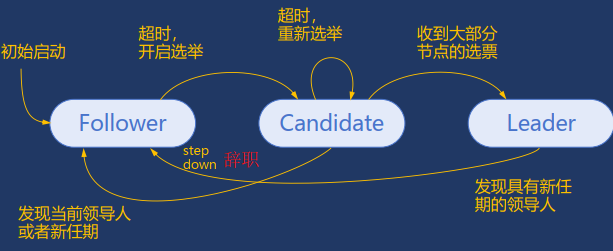 初始启动
超时，
开启选举
超时，
重新选举
收到大部分
节点的选票
Follower
Candidate
Leader
step
down
辞职
发现当前领导人
或者新任期
发现具有新任
期的领导人